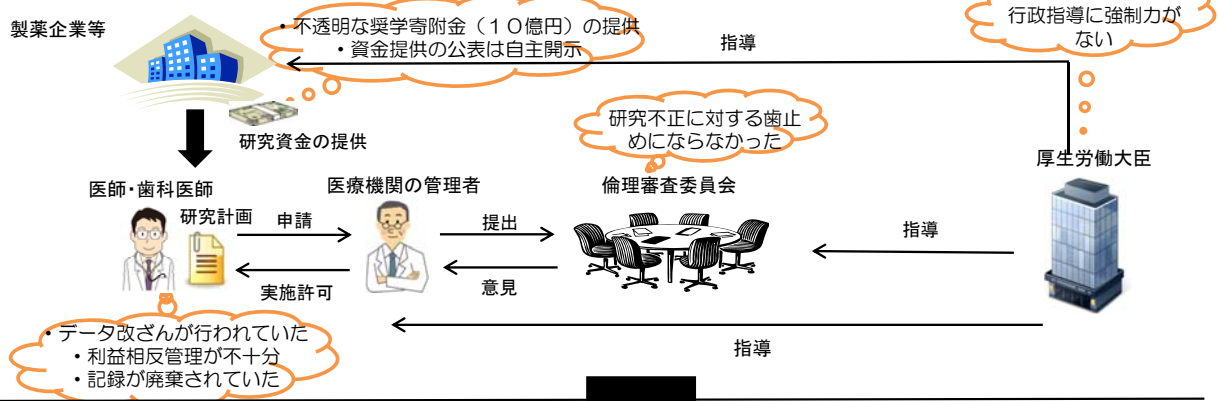 製薬企業等
・不透明な奨学寄附金（１０億円）の提供
・資金提供の公表は自主開示
指導
行政指導に強制力が
ない
研究資金の提供
研究不正に対する歯止
めにならなかった
厚生労働大臣
医師・歯科医師
医療機関の管理者
倫理審査委員会
研究計画
申請
提出
指導
実施許可
意見
・データ改ざんが行われていた
・利益相反管理が不十分
・記録が廃棄されていた
指導